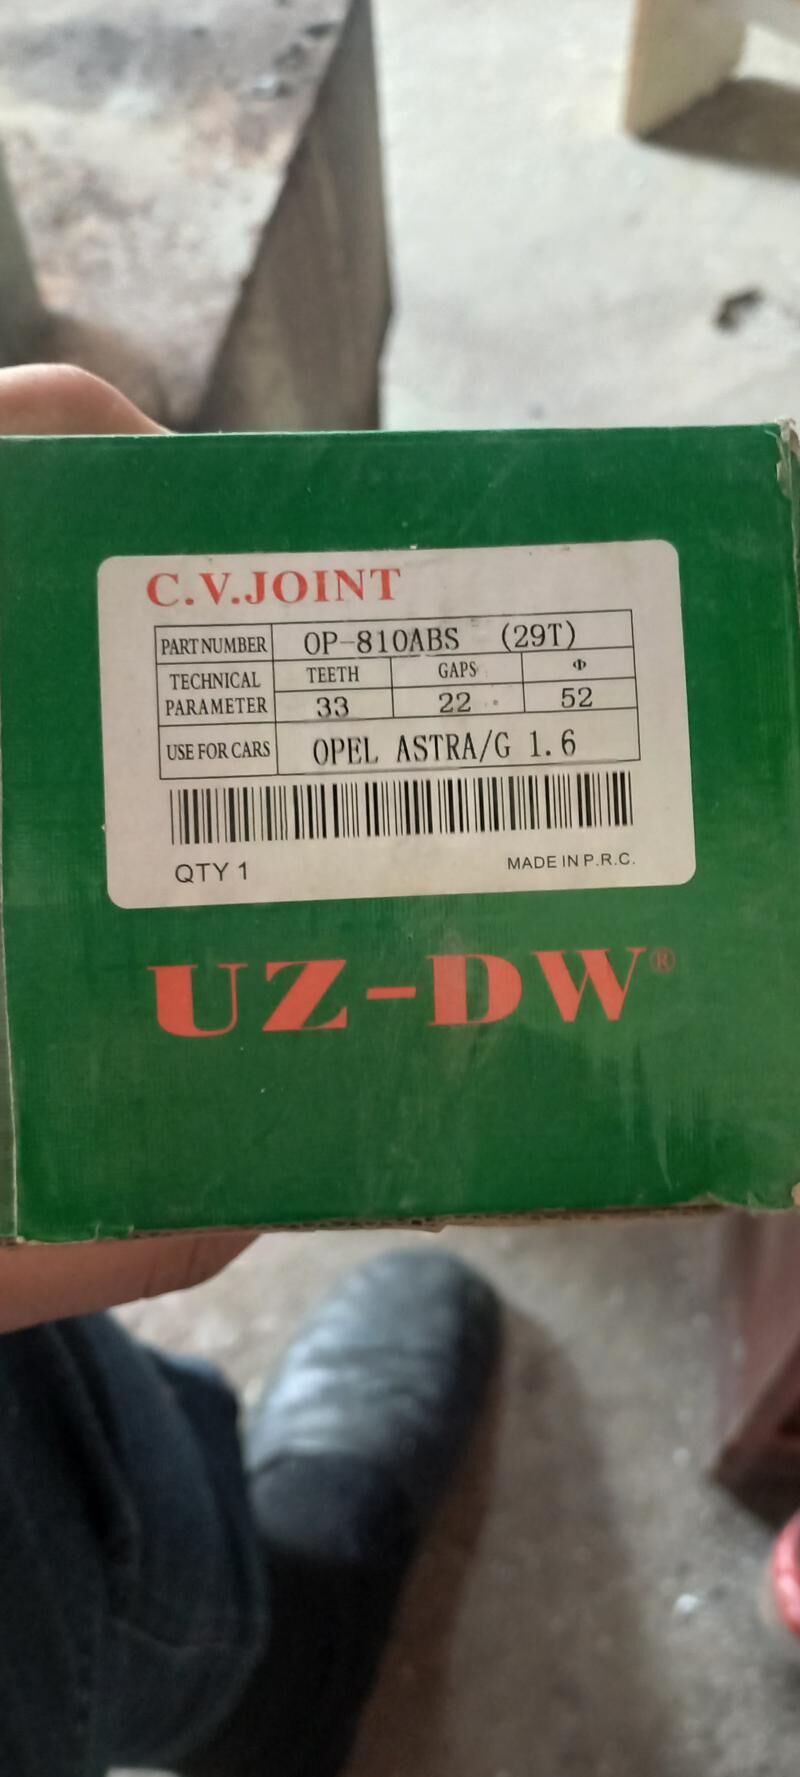 C.V.JOINT
PART NUMBER OP-810ABS (29T)
TECHNICAL PARAMETER TEETH GAPS Φ
33 22 52
USE FOR CARS OPEL ASTRA/G 1.6
QTY 1 MADE IN P.R.C.
UZ-DW®